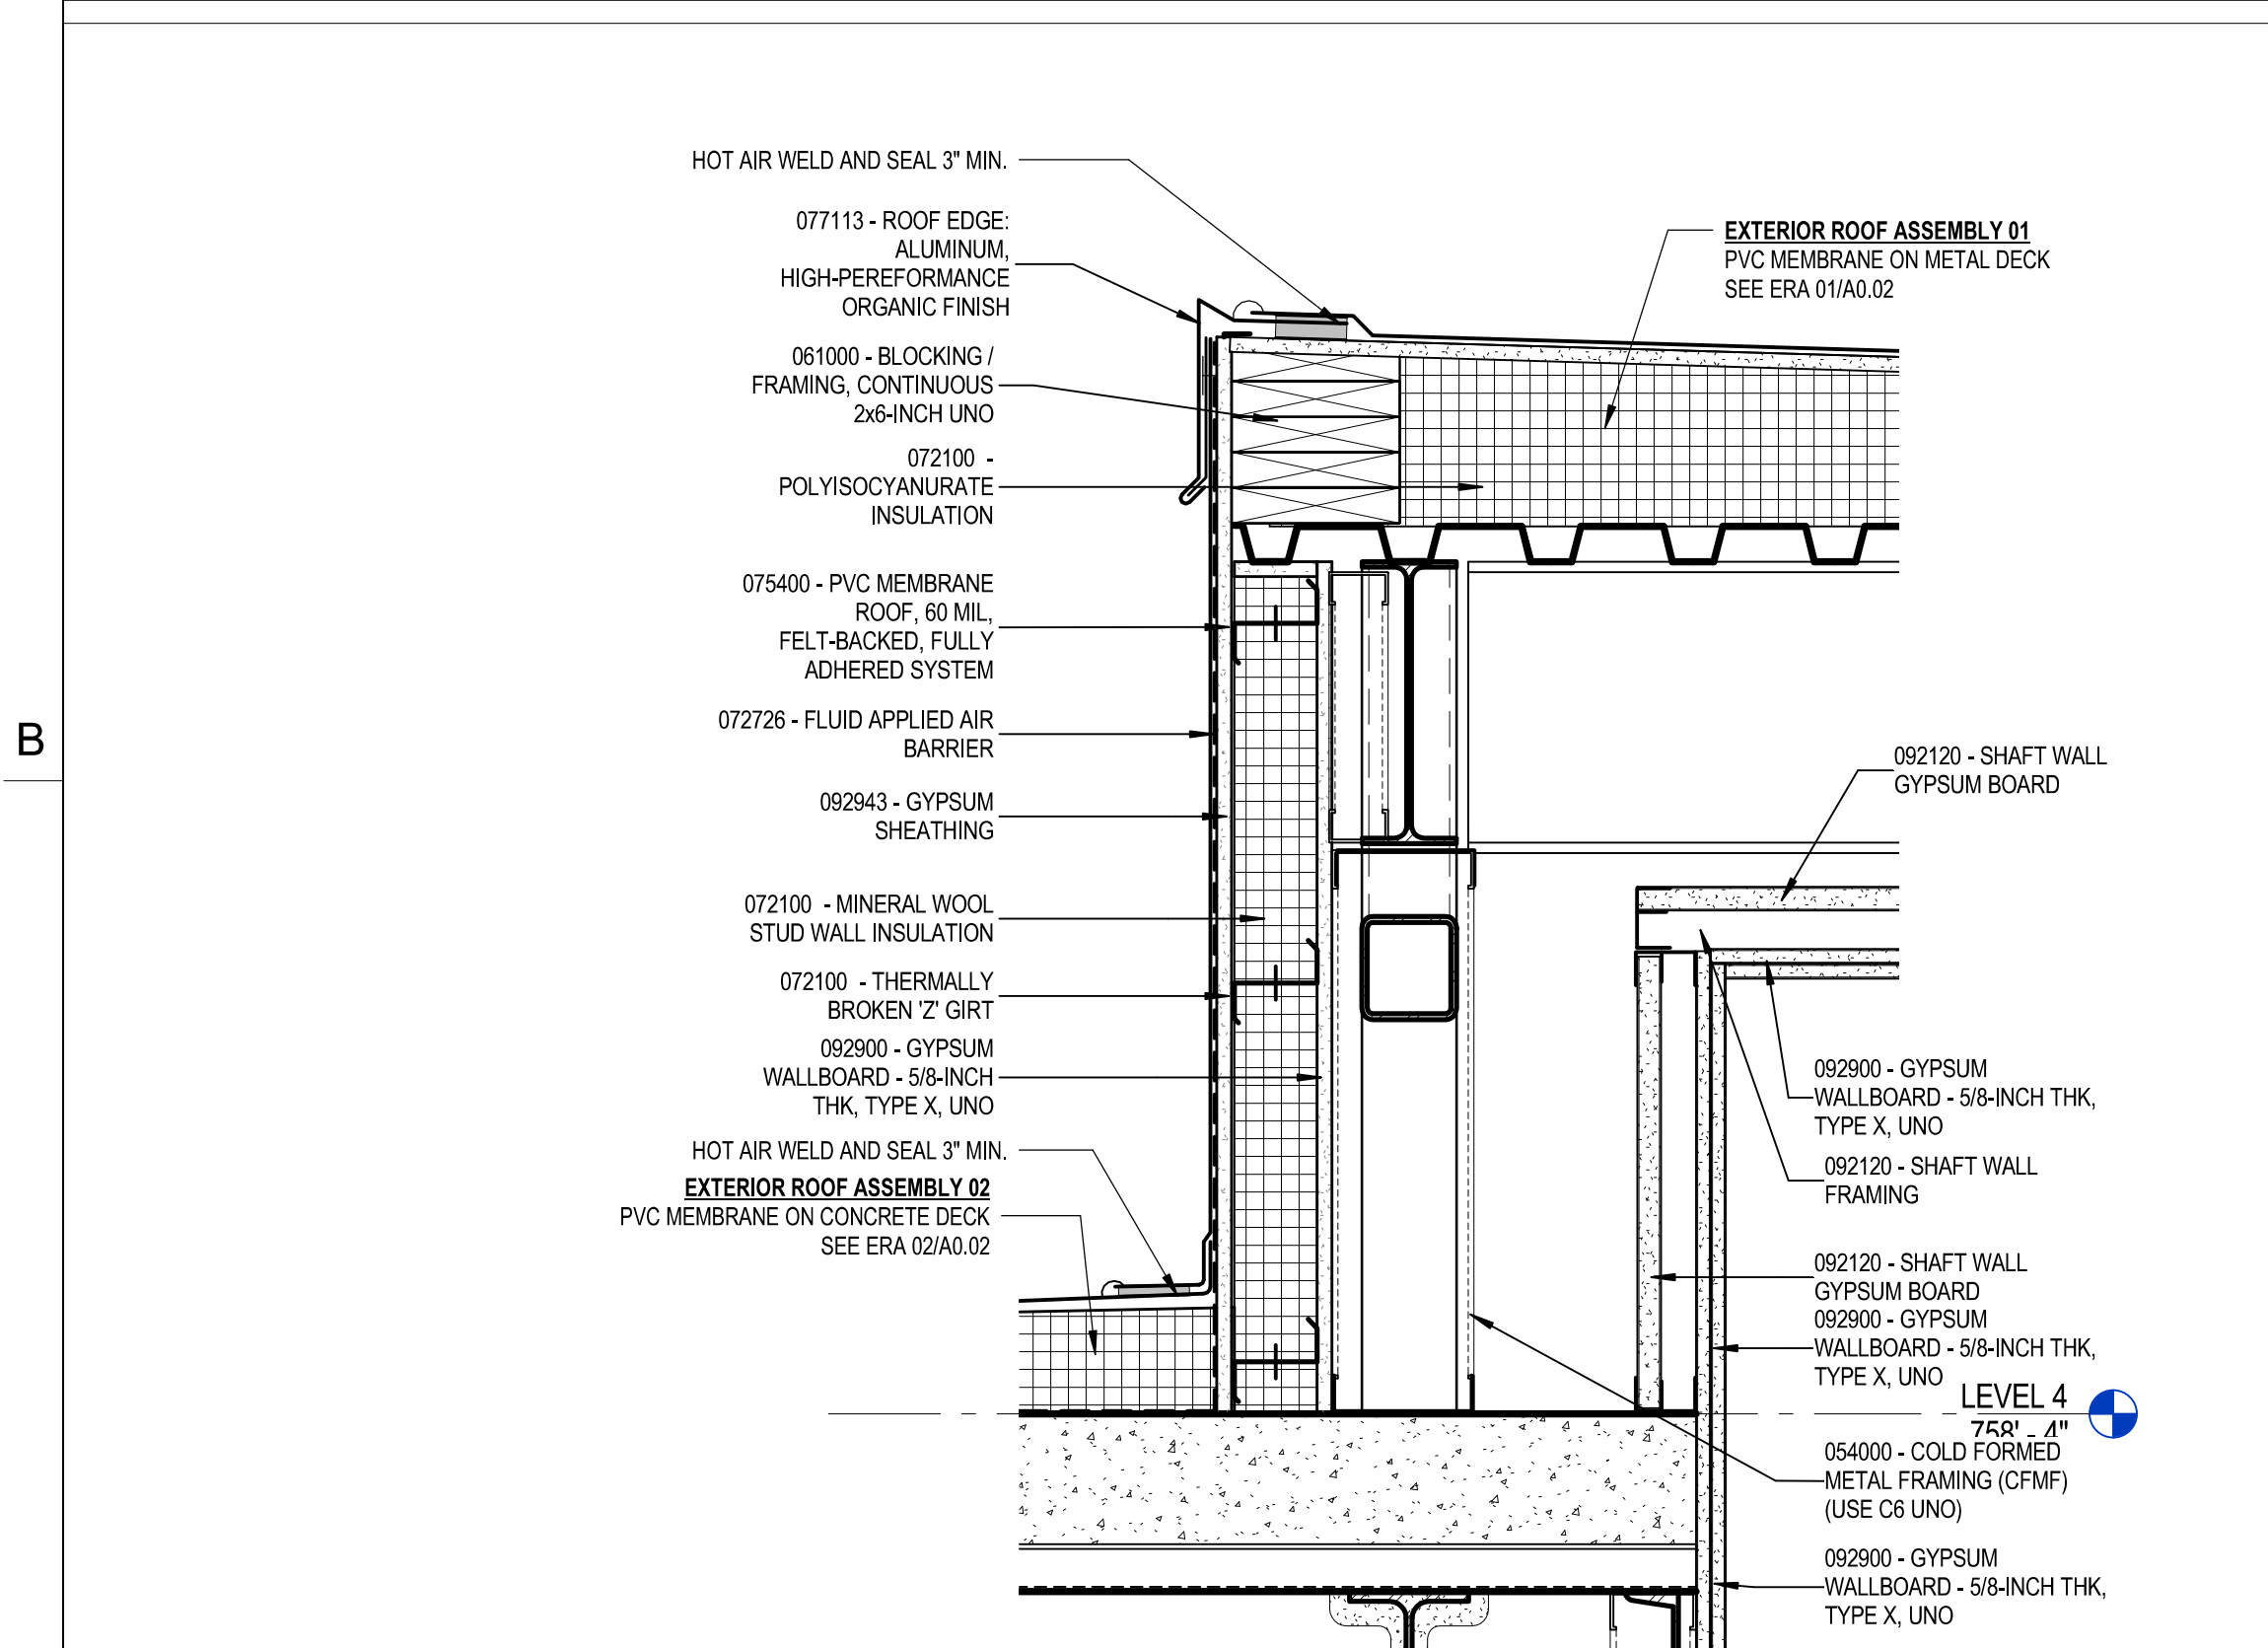 HOT AIR WELD AND SEAL 3" MIN.
077113 - ROOF EDGE:
ALUMINUM,
HIGH-PEREFORMANCE
ORGANIC FINISH
061000 - BLOCKING /
FRAMING, CONTINUOUS
2x6-INCH UNO
072100 -
POLYISOCYANURATE
INSULATION
075400 - PVC MEMBRANE
ROOF, 60 MIL,
FELT-BACKED, FULLY
ADHERED SYSTEM
072726 - FLUID APPLIED AIR
BARRIER
092943 - GYPSUM
SHEATHING
072100 - MINERAL WOOL
STUD WALL INSULATION
072100 - THERMALLY
BROKEN 'Z' GIRT
092900 - GYPSUM
WALLBOARD - 5/8-INCH
THK, TYPE X, UNO
HOT AIR WELD AND SEAL 3" MIN.
EXTERIOR ROOF ASSEMBLY 02
PVC MEMBRANE ON CONCRETE DECK
SEE ERA 02/A0.02
B
EXTERIOR ROOF ASSEMBLY 01
PVC MEMBRANE ON METAL DECK
SEE ERA 01/A0.02
092120 - SHAFT WALL
GYPSUM BOARD
092900 - GYPSUM
WALLBOARD - 5/8-INCH THK,
TYPE X, UNO
092120 - SHAFT WALL
FRAMING
092120 - SHAFT WALL
GYPSUM BOARD
092900 - GYPSUM
WALLBOARD - 5/8-INCH THK,
TYPE X, UNO
LEVEL 4
758' - 4"
054000 - COLD FORMED
METAL FRAMING (CFMF)
(USE C6 UNO)
092900 - GYPSUM
WALLBOARD - 5/8-INCH THK,
TYPE X, UNO